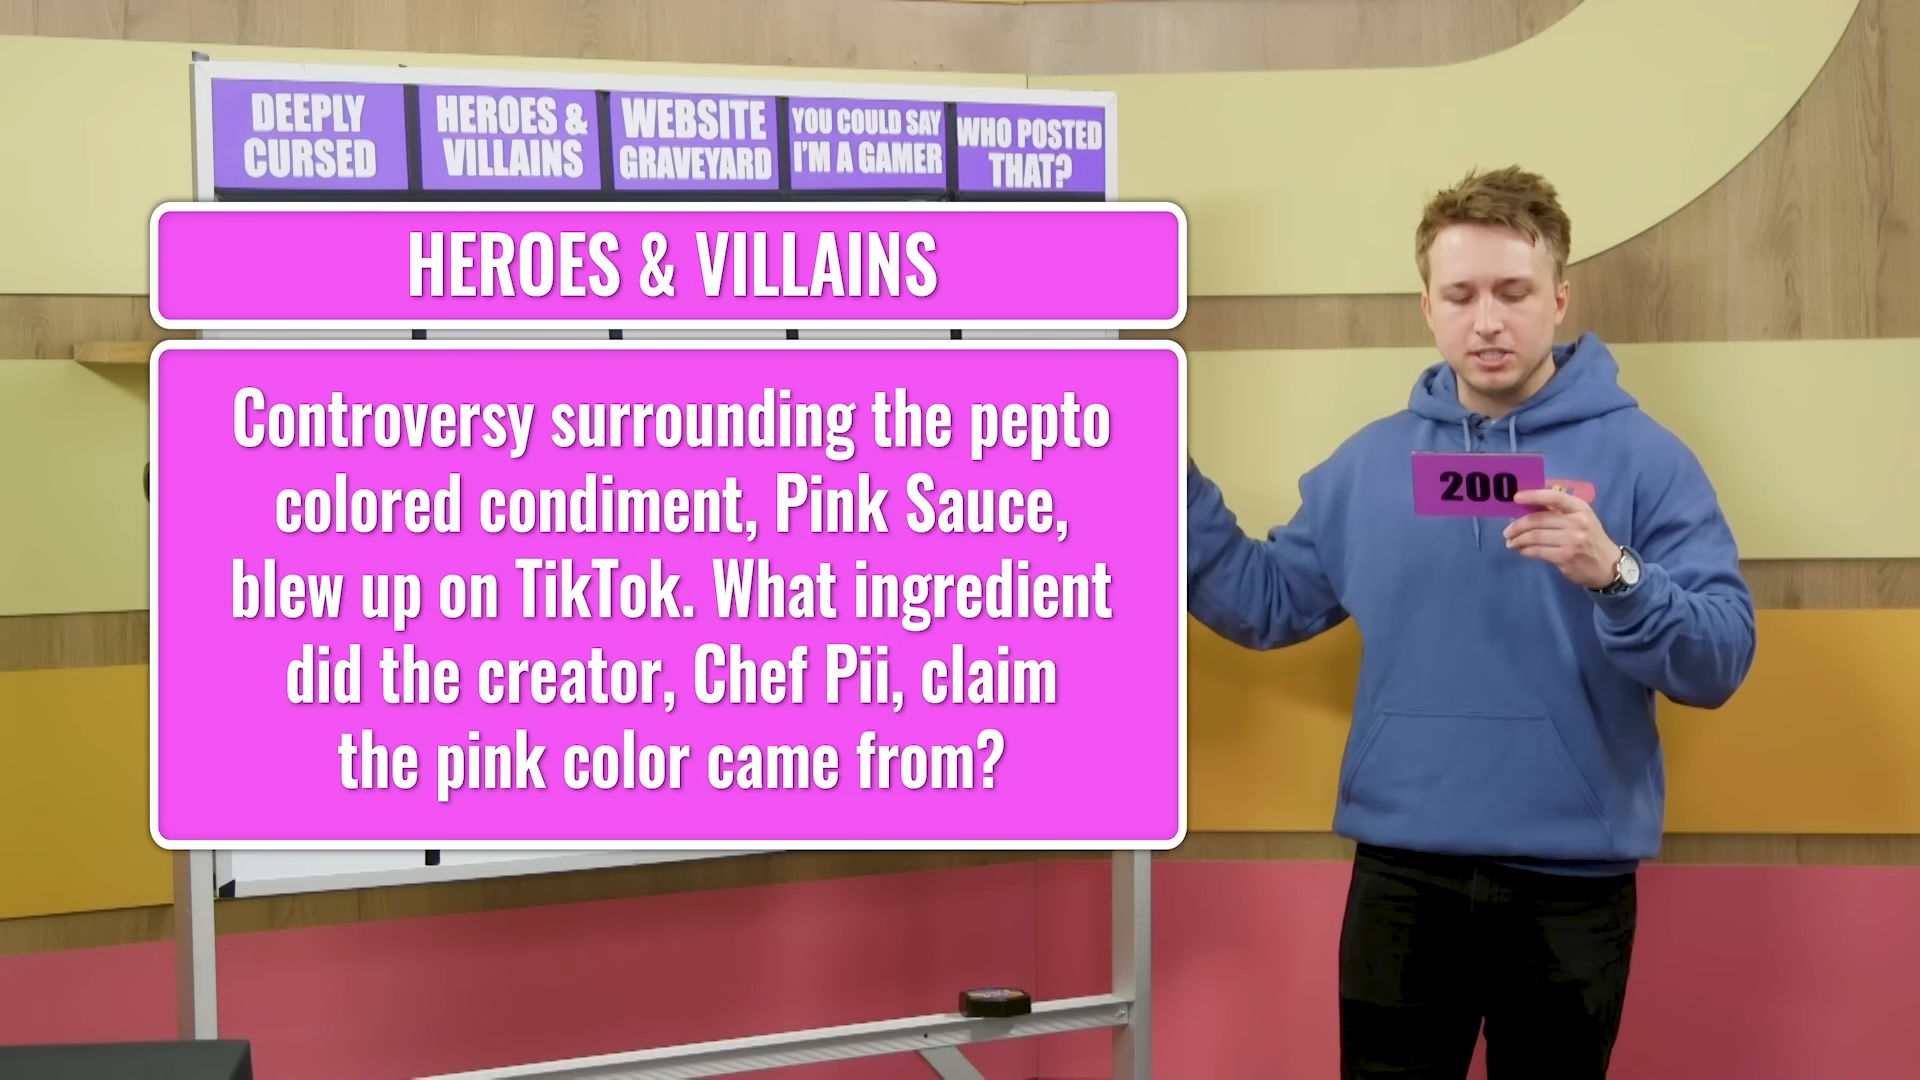 DEEPLY
CURSED
HEROES &
VILLAINS
WEBSITE
GRAVEYARD
YOU COULD SAY
I'M A GAMER
WHO POSTED
THAT?
HEROES & VILLAINS
Controversy surrounding the pepto
colored condiment, Pink Sauce,
blew up on TikTok. What ingredient
did the creator, Chef Pii, claim
the pink color came from?
200